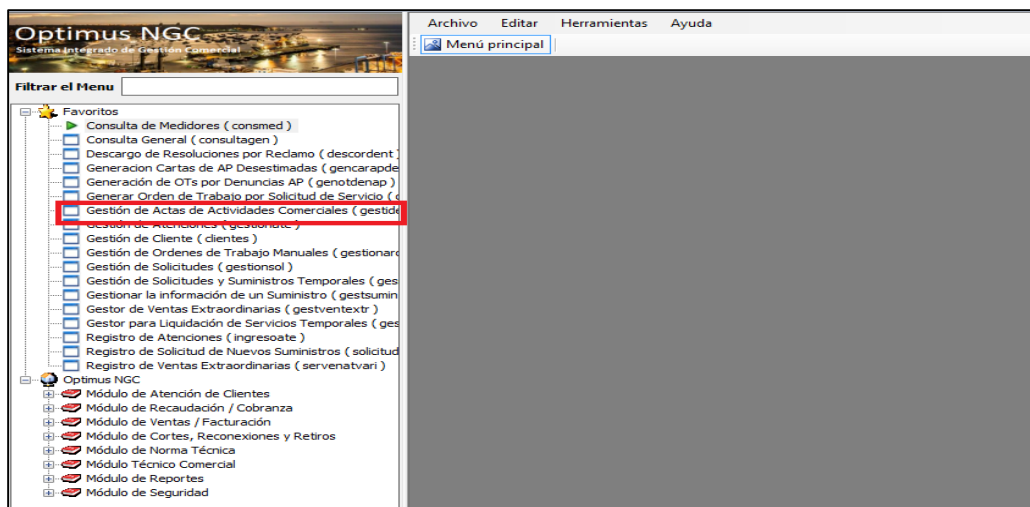 Optimus NGC
Sistema Integrado de Gestión Comercial
Archivo Editar Herramientas Ayuda
Menú principal
Filtrar el Menu
Favoritos
Consulta de Medidores ( consmed )
Consulta General ( consultagen )
Descargo de Resoluciones por Reclamo ( descordent )
Generacion Cartas de AP Desestimadas ( gencarapde
Generación de OTs por Denuncias AP ( genotdenap )
Generar Orden de Trabajo por Solicitud de Servicio (
Gestión de Actas de Actividades Comerciales ( gestide
Gestión de Atenciones ( gestionate )
Gestión de Cliente ( clientes )
Gestión de Ordenes de Trabajo Manuales ( gestionaro
Gestión de Solicitudes ( gestionsol )
Gestión de Solicitudes y Suministros Temporales ( ges
Gestionar la información de un Suministro ( gestsumin
Gestor de Ventas Extraordinarias ( gestventextr )
Gestor para Liquidación de Servicios Temporales ( ges
Registro de Atenciones ( ingresoate )
Registro de Solicitud de Nuevos Suministros ( solicitud
Registro de Ventas Extraordinarias ( servenatvari )
Optimus NGC
Módulo de Atención de Clientes
Módulo de Recaudación / Cobranza
Módulo de Ventas / Facturación
Módulo de Cortes, Reconexiones y Retiros
Módulo de Norma Técnica
Módulo Técnico Comercial
Módulo de Reportes
Módulo de Seguridad